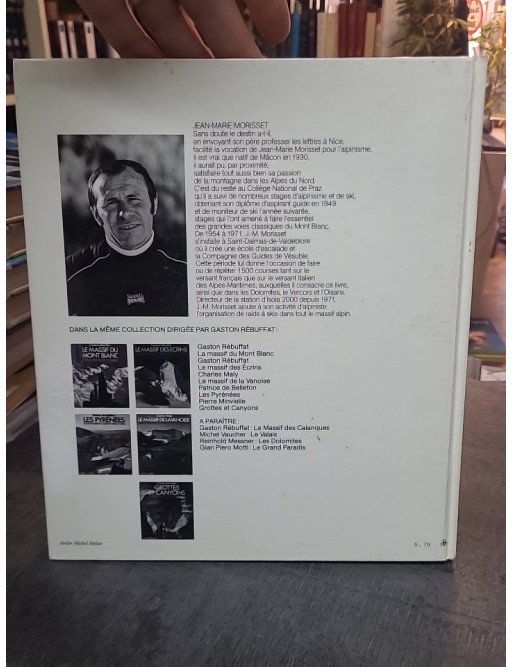 JEAN-MARIE MORISSET
Sans doute le destin a-t-il,
en envoyant son père professer les lettres à Nice,
facilité la vocation de Jean-Marie Morisset pour l'alpinisme.
Il est vrai que natif de Mâcon en 1930,
il aurait pu, par proximité,
satisfaire tout aussi bien sa passion
de la montagne dans les Alpes du Nord.
C'est du reste au Collège National de Praz
qu'il a suivi de nombreux stages d'alpinisme et de ski,
obtenant son diplôme d'aspirant guide en 1949
et de moniteur de ski l'année suivante,
stages qui l'ont amené à faire l'essentiel
des grandes voies classiques du Mont Blanc.
De 1954 à 1971, J.-M. Morisset
s'installe à Saint-Dalmas-de-Valdeblore
où il crée une école d'escalade et
la Compagnie des Guides de Vésubie.
Cette période lui donne l'occasion de faire
ou de répéter 1500 courses tant sur le
versant français que sur le versant italien
des Alpes-Maritimes, auxquelles il consacre ce livre,
ainsi que dans les Dolomites, le Vercors et l'Oisans.
Directeur de la station d'Isola 2000 depuis 1971,
J.-M. Morisset ajoute à son activité d'alpiniste
l'organisation de raids à skis dans tout le massif alpin.
DANS LA MÊME COLLECTION DIRIGÉE PAR GASTON RÉBUFFAT :
LE MASSIF DU
MONT BLANC
LE MASSIF DES ECRINS
LES PYRÉNÉES
LE MASSIF DE LA VANOISE
GROTTES
ET CANYONS
Gaston Rébuffat
La massif du Mont Blanc
Gaston Rébuffat
Le massif des Ecrins
Charles Maly
Le massif de la Vanoise
Patrice de Bellefon
Les Pyrénées
Pierre Minvielle
Grottes et Canyons
A PARAÎTRE :
Gaston Rébuffat : Le Massif des Calanques
Michel Vaucher : Le Valais
Reinhold Messner : Les Dolomites
Gian Piero Motti : Le Grand Paradis
Atelier Michel Méline
5 - 79